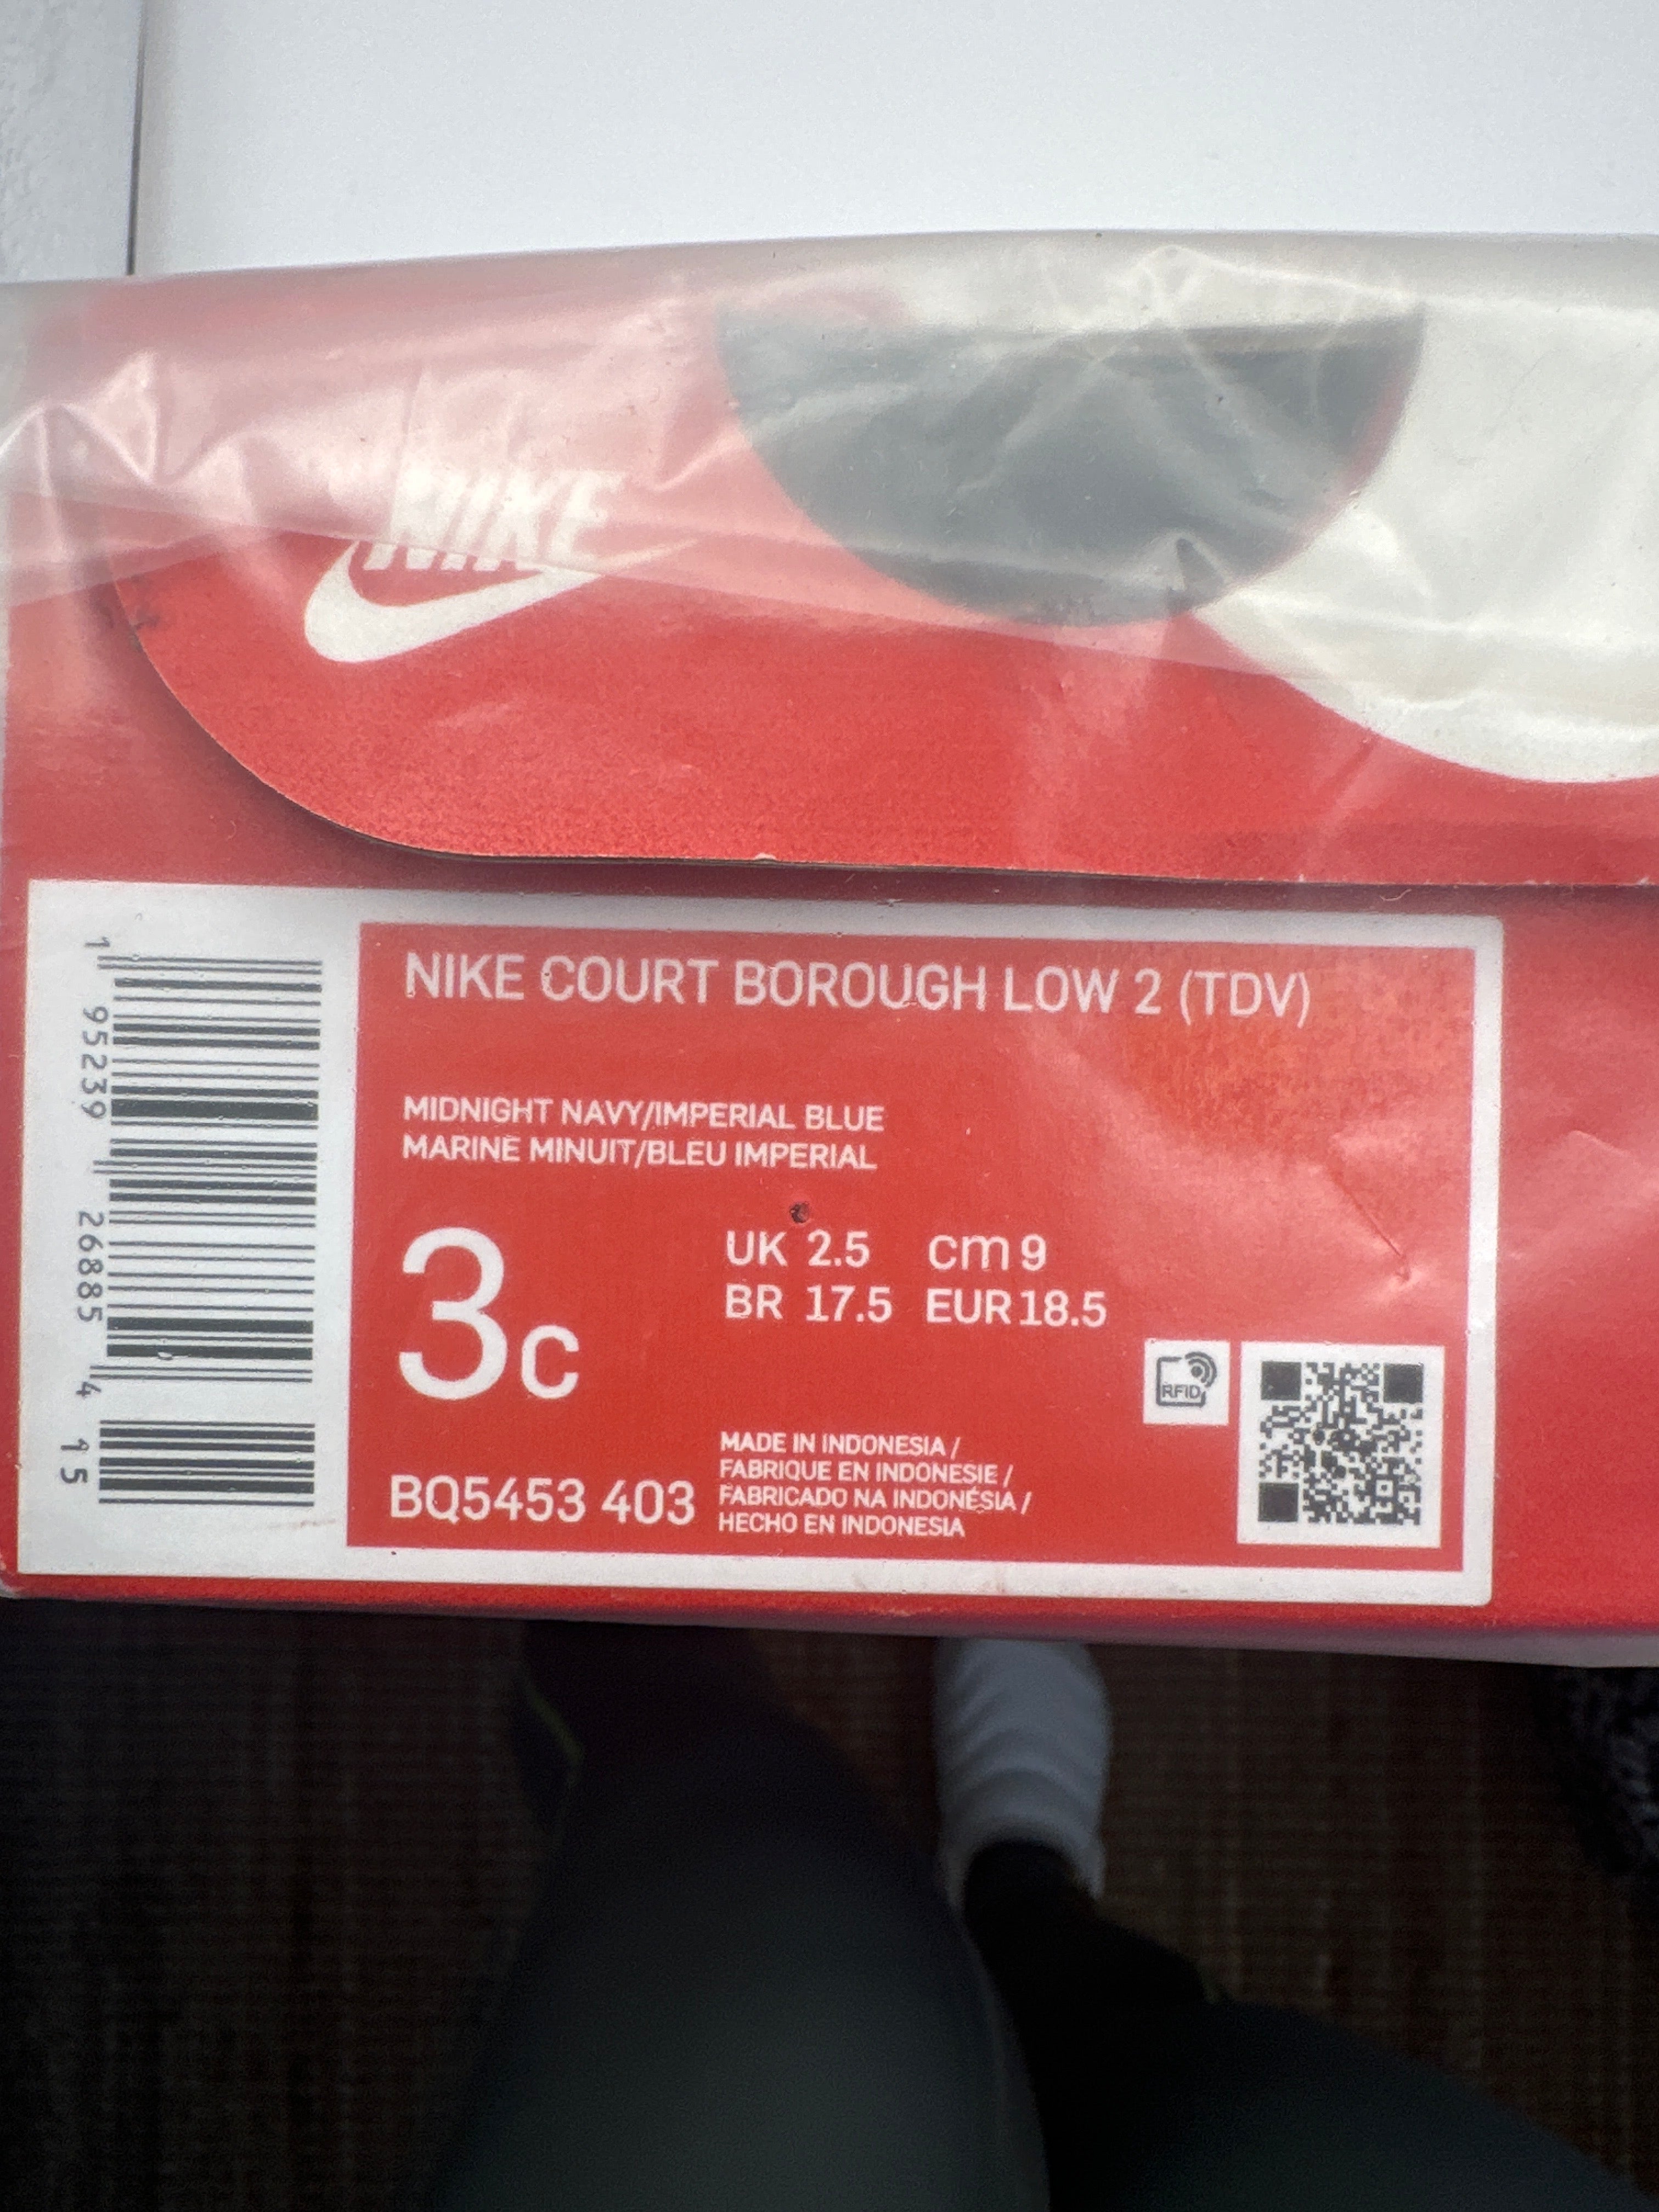 NIKE
NIKE COURT BOROUGH LOW 2 (TDV)
MIDNIGHT NAVY/IMPERIAL BLUE
MARINE MINUIT/BLEU IMPERIAL
3c
UK 2.5 cm 9
BR 17.5 EUR 18.5
RFID
BQ5453 403
MADE IN INDONESIA /
FABRIQUE EN INDONESIE /
FABRICADO NA INDONÉSIA /
HECHO EN INDONESIA
1 95239 26885 4 15